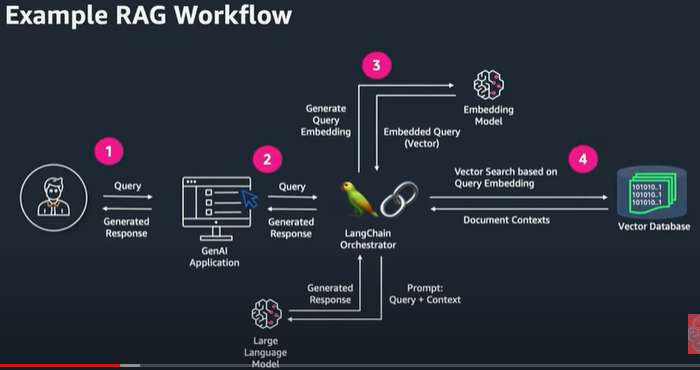 Example RAG Workflow
3
Generate
Query
Embedding
Embedding
Model
Embedded Query
(Vector)
1
2
4
Query
Generated
Response
GenAI
Application
Query
Generated
Response
LangChain
Orchestrator
Vector Search based on
Query Embedding
Document Contexts
101010..1
101010..1
101010..1
Vector Database
Generated
Response
Prompt:
Query + Context
Large
Language
Model